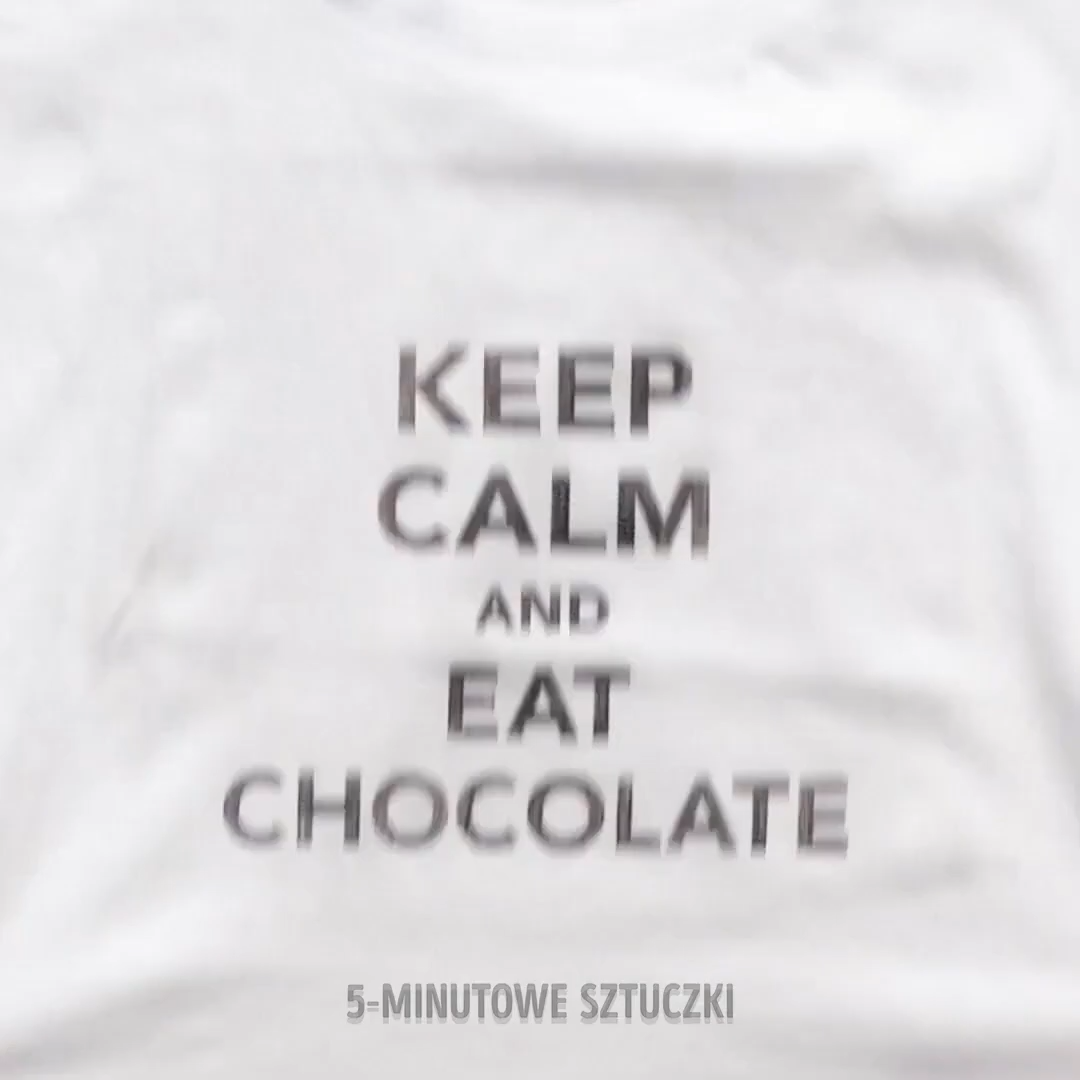 KEEP
CALM
AND
EAT
CHOCOLATE
5-MINUTOWE SZTUCZKI